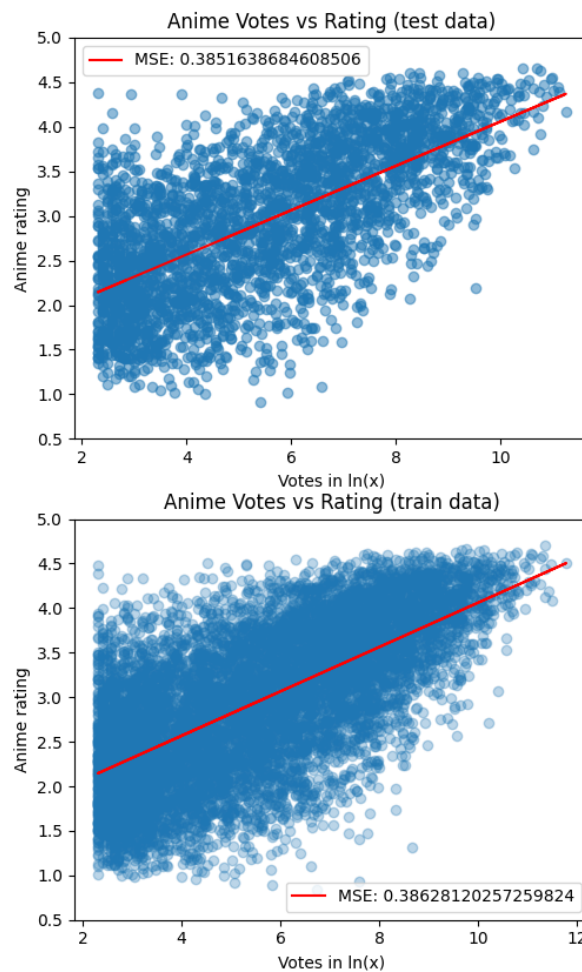 Anime Votes vs Rating (test data)
MSE: 0.3851638684608506
Anime rating
5.0
4.5
4.0
3.5
3.0
2.5
2.0
1.5
1.0
0.5
2 4 6 8 10
Votes in ln(x)
Anime Votes vs Rating (train data)
Anime rating
5.0
4.5
4.0
3.5
3.0
2.5
2.0
1.5
1.0
0.5
MSE: 0.38628120257259824
2 4 6 8 10 12
Votes in ln(x)